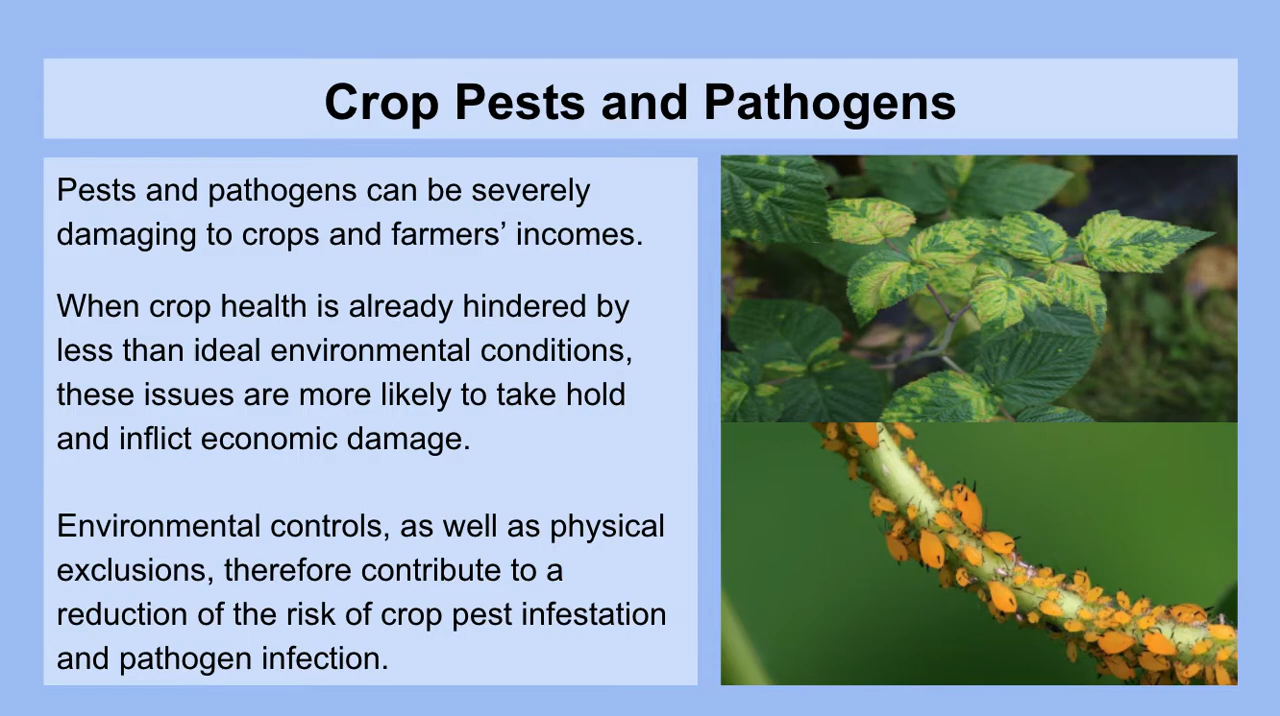 Crop Pests and Pathogens
Pests and pathogens can be severely
damaging to crops and farmers’ incomes.
When crop health is already hindered by
less than ideal environmental conditions,
these issues are more likely to take hold
and inflict economic damage.
Environmental controls, as well as physical
exclusions, therefore contribute to a
reduction of the risk of crop pest infestation
and pathogen infection.